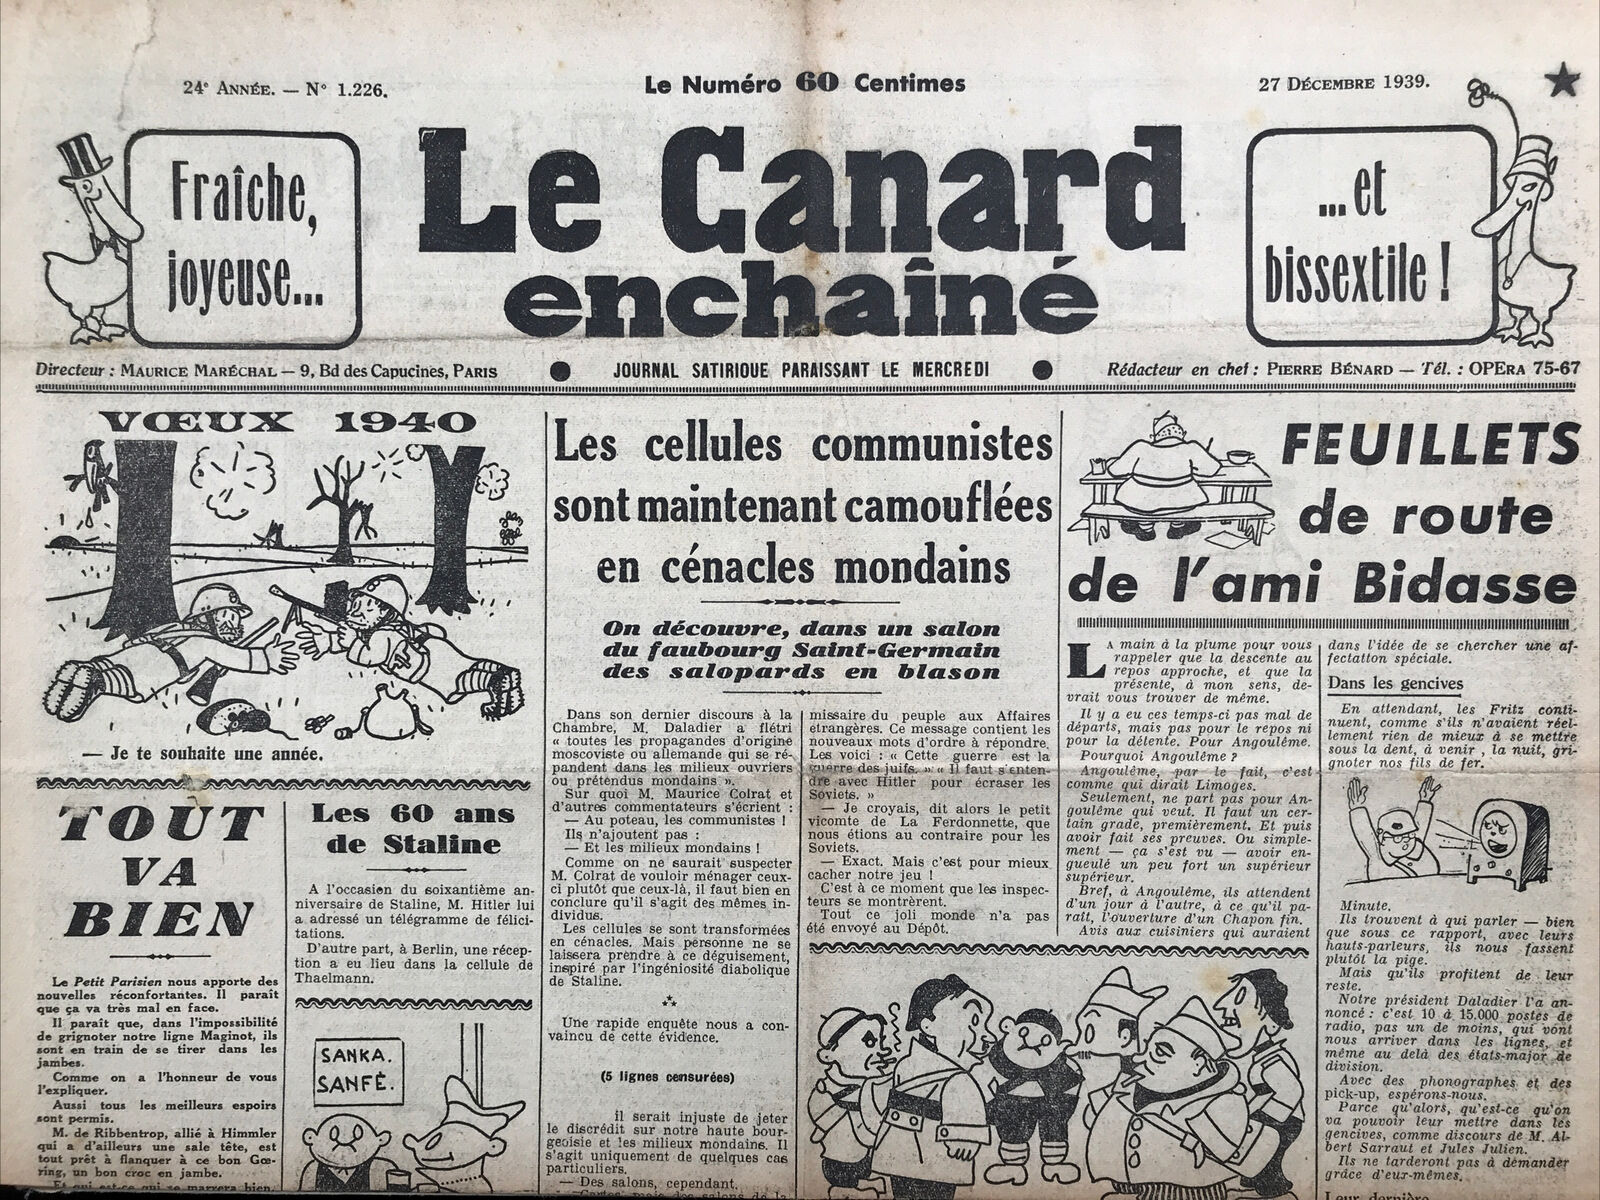 24e ANNÉE. — N° 1.226.
Le Numéro 60 Centimes
27 DÉCEMBRE 1939.
Fraîche,
joyeuse...
Le Canard
enchaîné
...et
bissextile !
Directeur : MAURICE MARÉCHAL — 9, Bd des Capucines, PARIS
JOURNAL SATIRIQUE PARAISSANT LE MERCREDI
Rédacteur en chef : PIERRE BÉNARD — Tél. : OPEra 75-67
VŒUX 1940
— Je te souhaite une année.
TOUT
VA
BIEN
Le Petit Parisien nous apporte des
nouvelles réconfortantes. Il paraît
que ça va très mal en face.
Il paraît que, dans l'impossibilité
de grignoter notre ligne Maginot, ils
sont en train de se tirer dans les
jambes.
Comme on a l'honneur de vous
l'expliquer.
Aussi tous les meilleurs espoirs
sont permis.
M. de Ribbentrop, allié à Himmler
qui a d'ailleurs une sale tête, est
tout prêt à flanquer à ce bon Gœ-
ring, un bon croc en jambe.
Et qui est-ce qui se marrera bien,
Les 60 ans
de Staline
A l'occasion du soixantième an-
niversaire de Staline, M. Hitler lui
a adressé un télégramme de félici-
tations.
D'autre part, à Berlin, une récep-
tion a eu lieu dans la cellule de
Thaelmann.
SANKA.
SANFÉ.
Les cellules communistes
sont maintenant camouflées
en cénacles mondains
On découvre, dans un salon
du faubourg Saint-Germain
des salopards en blason
Dans son dernier discours à la
Chambre, M. Daladier a flétri
« toutes les propagandes d'origine
moscoviste ou allemande qui se ré-
pandent dans les milieux ouvriers
ou prétendus mondains ».
Sur quoi M. Maurice Colrat et
d'autres commentateurs s'écrient :
— Au poteau, les communistes !
Ils n'ajoutent pas :
— Et les milieux mondains !
Comme on ne saurait suspecter
M. Colrat de vouloir ménager ceux-
ci plutôt que ceux-là, il faut bien en
conclure qu'il s'agit des mêmes in-
dividus.
Les cellules se sont transformées
en cénacles. Mais personne ne se
laissera prendre à ce déguisement,
inspiré par l'ingéniosité diabolique
de Staline.
Une rapide enquête nous a con-
vaincu de cette évidence.
(5 lignes censurées)
Il serait injuste de jeter
le discrédit sur notre haute bour-
geoisie et les milieux mondains. Il
s'agit uniquement de quelques cas
particuliers.
— Des salons, cependant.
missaire du peuple aux Affaires
étrangères. Ce message contient les
nouveaux mots d'ordre à répondre.
Les voici : « Cette guerre est la
guerre des juifs. » « Il faut s'enten-
dre avec Hitler pour écraser les
Soviets. »
— Je croyais, dit alors le petit
vicomte de La Ferdonnette, que
nous étions au contraire pour les
Soviets.
— Exact. Mais c'est pour mieux
cacher notre jeu !
C'est à ce moment que les inspec-
teurs se montrèrent.
Tout ce joli monde n'a pas
été envoyé au Dépôt.
FEUILLETS
de route
de l'ami Bidasse
LA main à la plume pour vous
rappeler que la descente au
repos approche, et que la
présente, à mon sens, de-
vrait vous trouver de même.
Il y a eu ces temps-ci pas mal de
départs, mais pas pour le repos ni
pour la détente. Pour Angoulême.
Pourquoi Angoulême ?
Angoulême, par le fait, c'est
comme qui dirait Limoges.
Seulement, ne part pas pour An-
goulême qui veut. Il faut un cer-
tain grade, premièrement. Et puis
avoir fait ses preuves. Ou simple-
ment — ça s'est vu — avoir en-
gueulé un peu fort un supérieur
supérieur.
Bref, à Angoulême, ils attendent
d'un jour à l'autre, à ce qu'il pa-
raît, l'ouverture d'un Chapon fin.
Avis aux cuisiniers qui auraient
dans l'idée de se chercher une af-
fectation spéciale.
Dans les gencives
En attendant, les Fritz conti-
nuent, comme s'ils n'avaient réel-
lement rien de mieux à se mettre
sous la dent, à venir , la nuit, gri-
gnoter nos fils de fer.
Minute.
Ils trouvent à qui parler — bien
que sous ce rapport, avec leurs
hauts-parleurs, ils nous fassent
plutôt la pige.
Mais qu'ils profitent de leur
reste.
Notre président Daladier l'a an-
noncé : c'est 10 à 15.000 postes de
radio, pas un de moins, qui vont
nous arriver dans les lignes, et
même au delà des états-major de
division.
Avec des phonographes et des
pick-up, espérons-nous.
Parce qu'alors, qu'est-ce qu'on
va pouvoir leur mettre dans les
gencives, comme discours de M. Al-
bert Sarraut et Jules Julien.
Ils ne tarderont pas à demander
grâce d'eux-mêmes.
Leur dernière